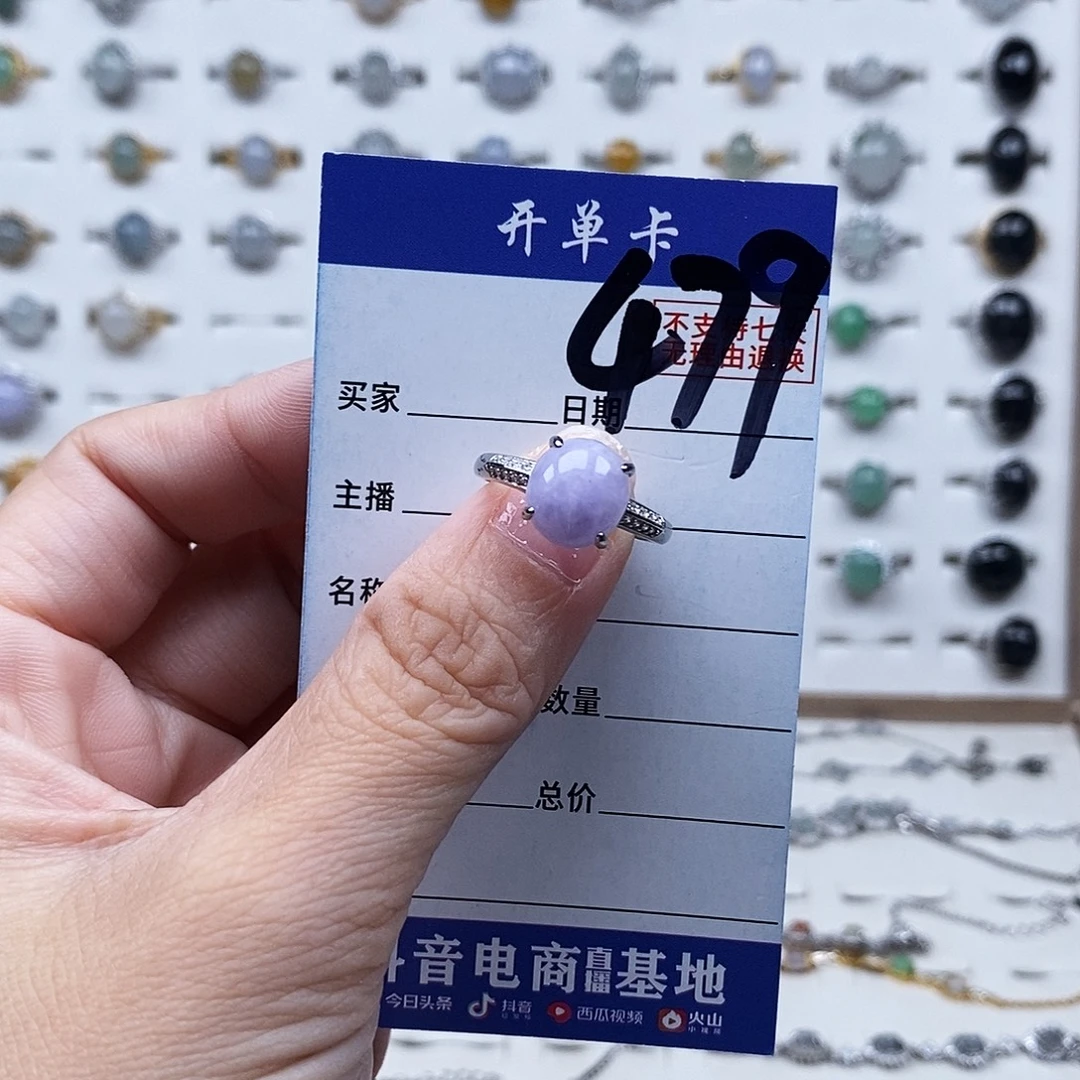 开单卡
479
不支持七天
无理由退换
买家 日期
主播
名称
数量
总价
抖音电商直播基地
今日头条 抖音 西瓜视频 火山